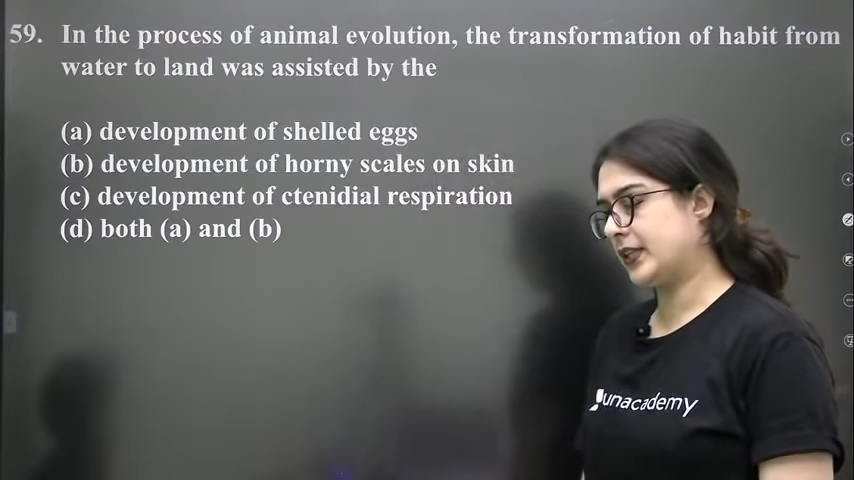 59. In the process of animal evolution, the transformation of habit from
water to land was assisted by the
(a) development of shelled eggs
(b) development of horny scales on skin
(c) development of ctenidial respiration
(d) both (a) and (b)
unacademy